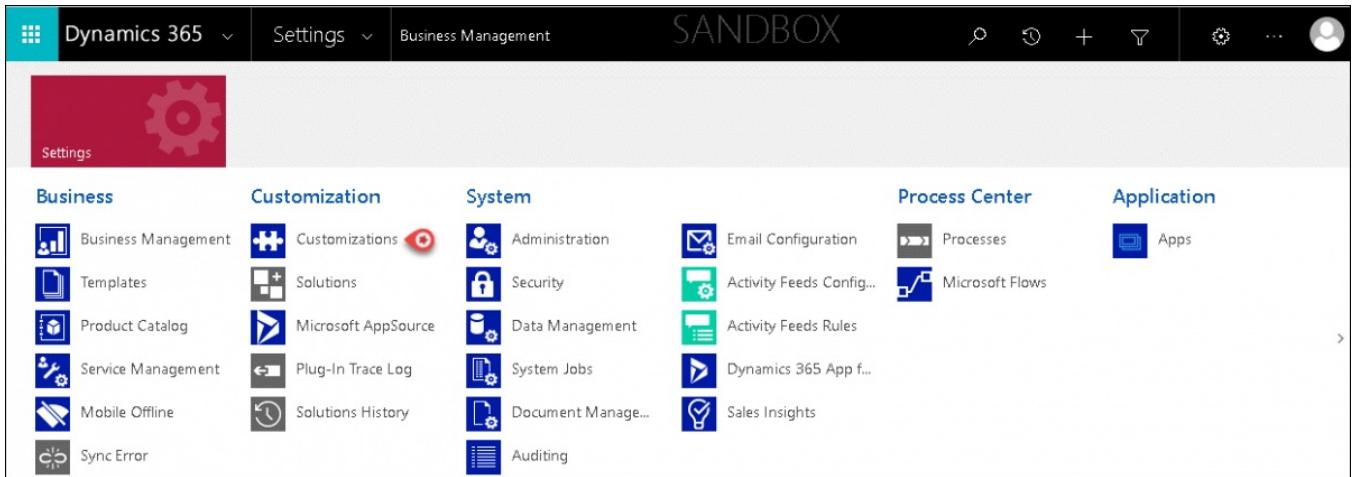 Dynamics 365 Settings Business Management SANDBOX
Settings
Business
Business Management
Templates
Product Catalog
Service Management
Mobile Offline
Sync Error
Customization
Customizations
Solutions
Microsoft AppSource
Plug-In Trace Log
Solutions History
System
Administration
Security
Data Management
System Jobs
Document Manage...
Auditing
Email Configuration
Activity Feeds Config...
Activity Feeds Rules
Dynamics 365 App f...
Sales Insights
Process Center
Processes
Microsoft Flows
Application
Apps